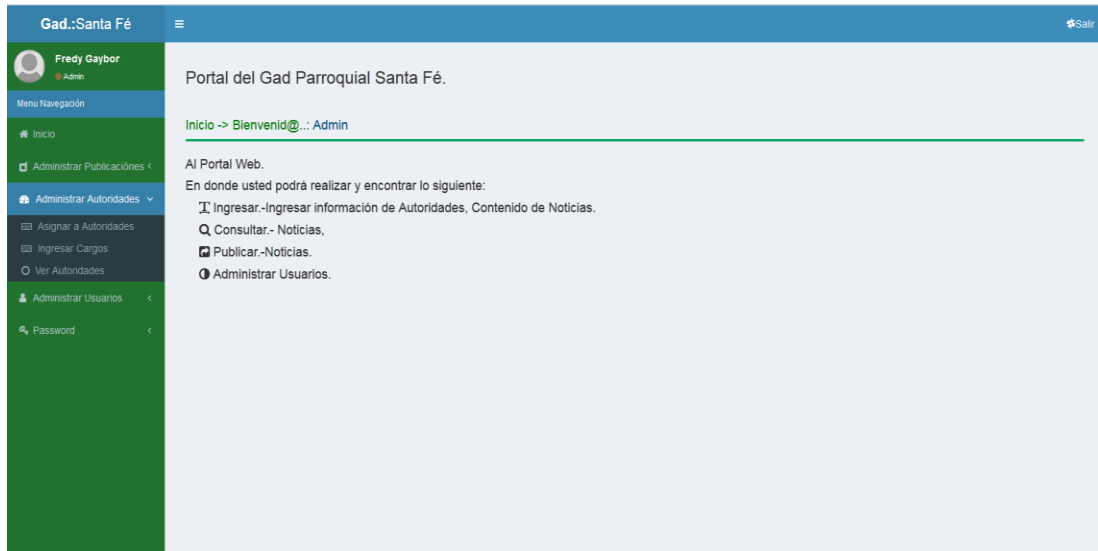 Gad.:Santa Fé
Salir
Fredy Gaybor
Admin
Menu Navegación
Inicio
Administrar Publicaciónes
Administrar Autoridades
Asignar a Autoridades
Ingresar Cargos
Ver Autoridades
Administrar Usuarios
Password
Portal del Gad Parroquial Santa Fé.
Inicio -> Bienvenid@..: Admin
Al Portal Web.
En donde usted podrá realizar y encontrar lo siguiente:
Ingresar.-Ingresar información de Autoridades, Contenido de Noticias.
Consultar.- Noticias,
Publicar.-Noticias.
Administrar Usuarios.